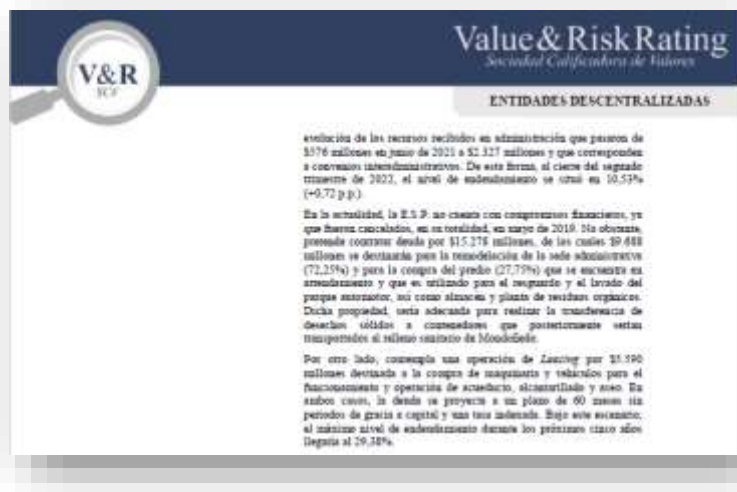 Value & Risk Rating
Sociedad Calificadora de Valores
V&R
SCV
ENTIDADES DESCENTRALIZADAS
evolución de los recursos recibidos en administración que pasaron de
$576 millones en junio de 2021 a $2.327 millones y que corresponden
a convenios interadministrativos. De esta forma, al cierre del segundo
trimestre de 2022, el nivel de endeudamiento se situó en 10,53%
(+0,72 p.p.).
En la actualidad, la E.S.P. no cuenta con compromisos financieros, ya
que fueron cancelados, en su totalidad, en mayo de 2019. No obstante,
pretende contratar deuda por $15.278 millones, de los cuales $9.688
millones se destinarán para la remodelación de la sede administrativa
(72,25%) y para la compra del predio (27,75%) que se encuentra en
arrendamiento y que es utilizado para el resguardo y el lavado del
parque automotor, así como almacén y planta de residuos orgánicos.
Dicha propiedad, sería adecuada para realizar la transferencia de
desechos sólidos a contenedores que posteriormente serían
transportados al relleno sanitario de Mondoñedo.
Por otro lado, contempla una operación de Leasing por $5.590
millones destinada a la compra de maquinaria y vehículos para el
funcionamiento y operación de acueducto, alcantarillado y aseo. En
ambos casos, la deuda se proyecta a un plazo de 60 meses sin
periodos de gracia a capital y una tasa indexada. Bajo este escenario,
el máximo nivel de endeudamiento durante los próximos cinco años
llegaría al 29,38%.